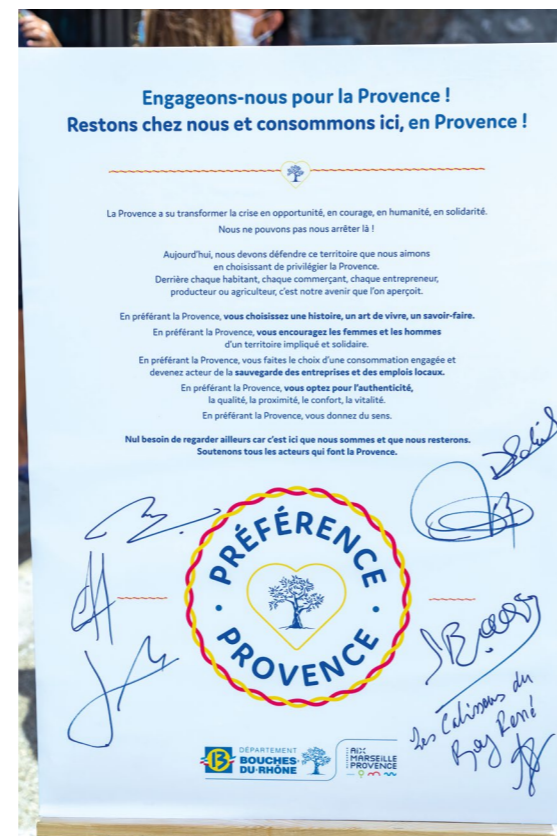 Engageons-nous pour la Provence !
Restons chez nous et consommons ici, en Provence !
La Provence a su transformer la crise en opportunité, en courage, en humanité, en solidarité.
Nous ne pouvons pas nous arrêter là !
Aujourd'hui, nous devons défendre ce territoire que nous aimons
en choisissant de privilégier la Provence.
Derrière chaque habitant, chaque commerçant, chaque entrepreneur,
producteur ou agriculteur, c'est notre avenir que l'on aperçoit.
En préférant la Provence, vous choisissez une histoire, un art de vivre, un savoir-faire.
En préférant la Provence, vous encouragez les femmes et les hommes
d'un territoire impliqué et solidaire.
En préférant la Provence, vous faites le choix d'une consommation engagée et
devenez acteur de la sauvegarde des entreprises et des emplois locaux.
En préférant la Provence, vous optez pour l'authenticité,
la qualité, la proximité, le confort, la vitalité.
En préférant la Provence, vous donnez du sens.
Nul besoin de regarder ailleurs car c'est ici que nous sommes et que nous resterons.
Soutenons tous les acteurs qui font la Provence.
PRÉFÉRENCE
PROVENCE
Les Calissons du
Roy René
DÉPARTEMENT
BOUCHES
DU RHÔNE
AIX
MARSEILLE
PROVENCE